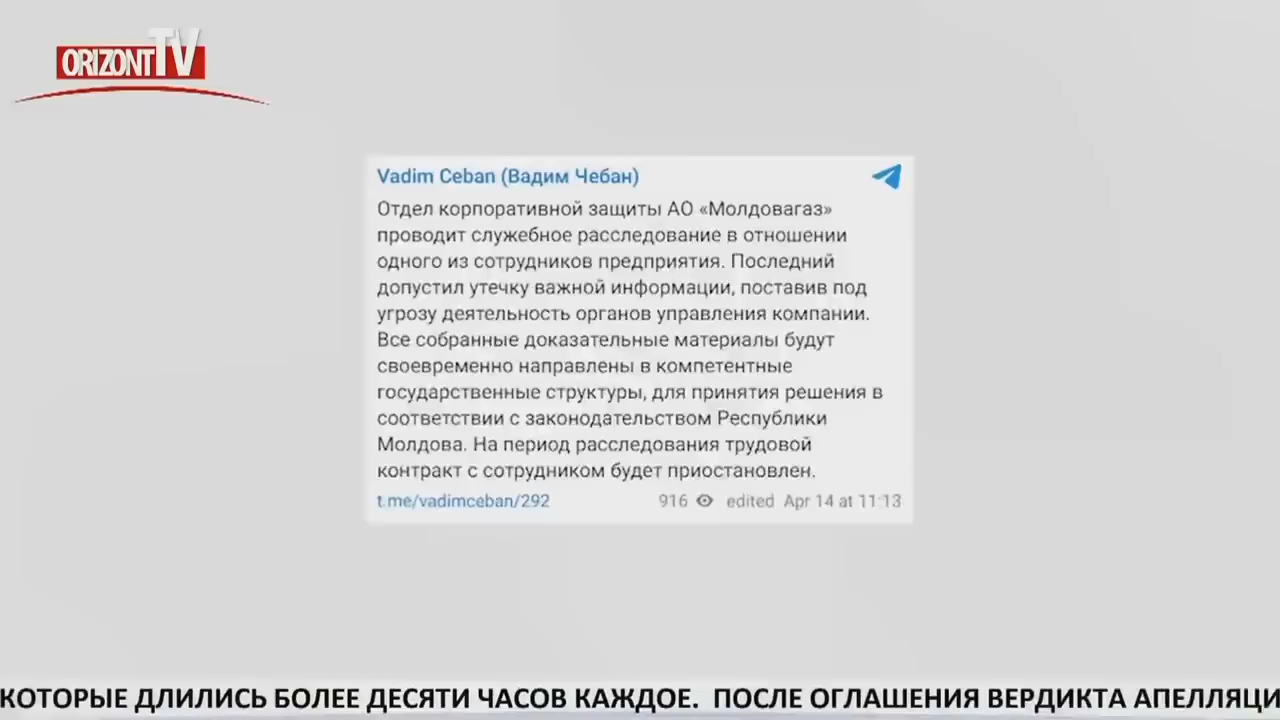 ORIZONT TV
Vadim Ceban (Вадим Чебан)
Отдел корпоративной защиты АО «Молдовагаз»
проводит служебное расследование в отношении
одного из сотрудников предприятия. Последний
допустил утечку важной информации, поставив под
угрозу деятельность органов управления компании.
Все собранные доказательные материалы будут
своевременно направлены в компетентные
государственные структуры, для принятия решения в
соответствии с законодательством Республики
Молдова. На период расследования трудовой
контракт с сотрудником будет приостановлен.
t.me/vadimceban/292 916 edited Apr 14 at 11:13
КОТОРЫЕ ДЛИЛИСЬ БОЛЕЕ ДЕСЯТИ ЧАСОВ КАЖДОЕ. ПОСЛЕ ОГЛАШЕНИЯ ВЕРДИКТА АПЕЛЛЯЦИ